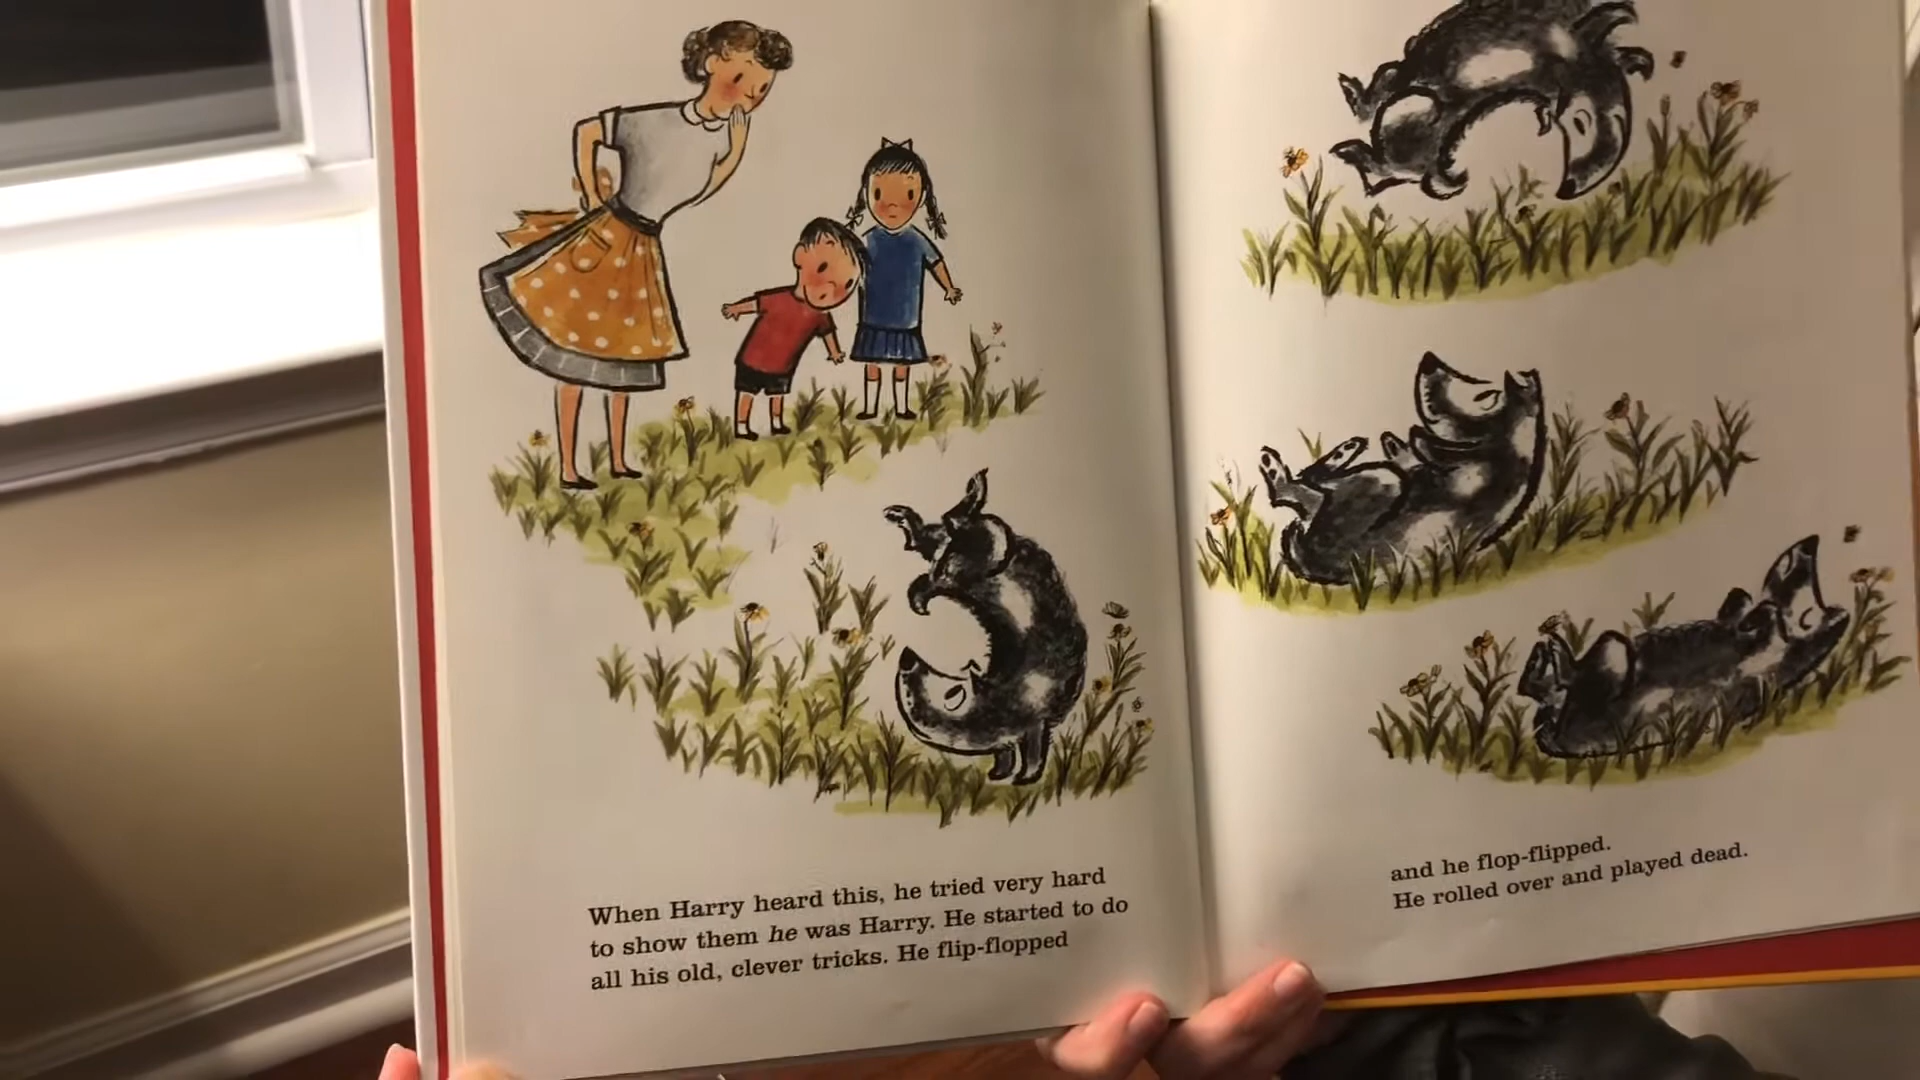 When Harry heard this, he tried very hard
to show them he was Harry. He started to do
all his old, clever tricks. He flip-flopped
and he flop-flipped.
He rolled over and played dead.